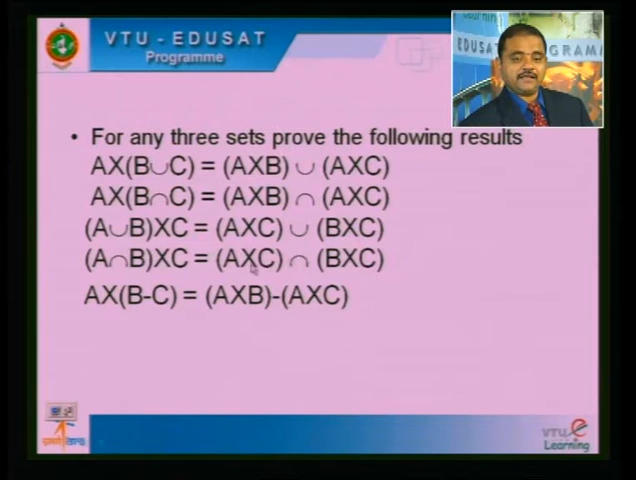 VTU - EDUSAT
Programme
EDUSAT PROGRAMM
• For any three sets prove the following results
AX(B∪C) = (AXB) ∪ (AXC)
AX(B∩C) = (AXB) ∩ (AXC)
(A∪B)XC = (AXC) ∪ (BXC)
(A∩B)XC = (AXC) ∩ (BXC)
AX(B-C) = (AXB)-(AXC)
VTU e
Learning